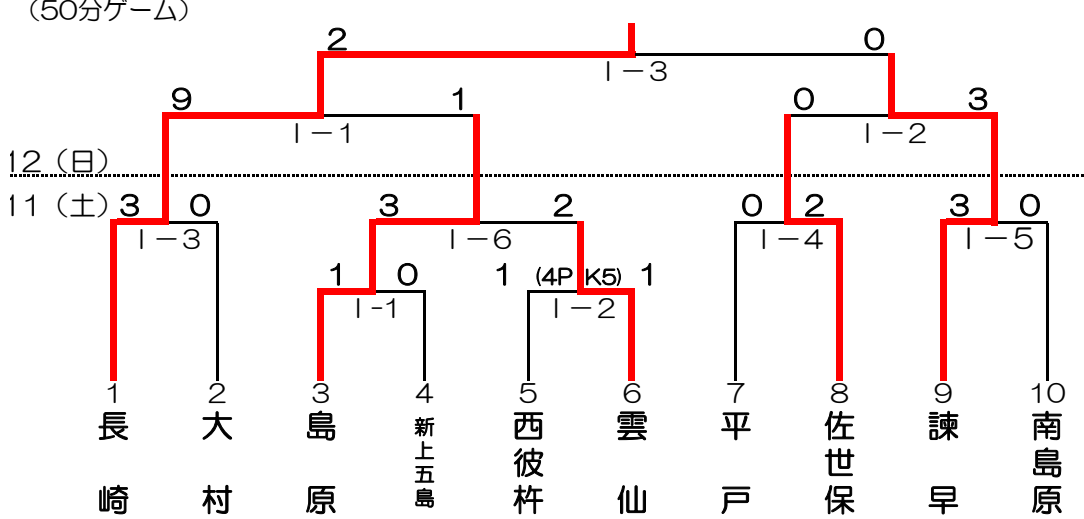 （50分ゲーム）
2 0
I－3
9 1 0 3
I－1 I－2
12（日）
11（土）
3 0 3 2 0 2 3 0
I－3 I－6 I－4 I－5
1 0 1 (4PK5) 1
I-1 I－2
1 2 3 4 5 6 7 8 9 10
長崎
大村
島原
新上五島
西彼杵
雲仙
平戸
佐世保
諫早
南島原